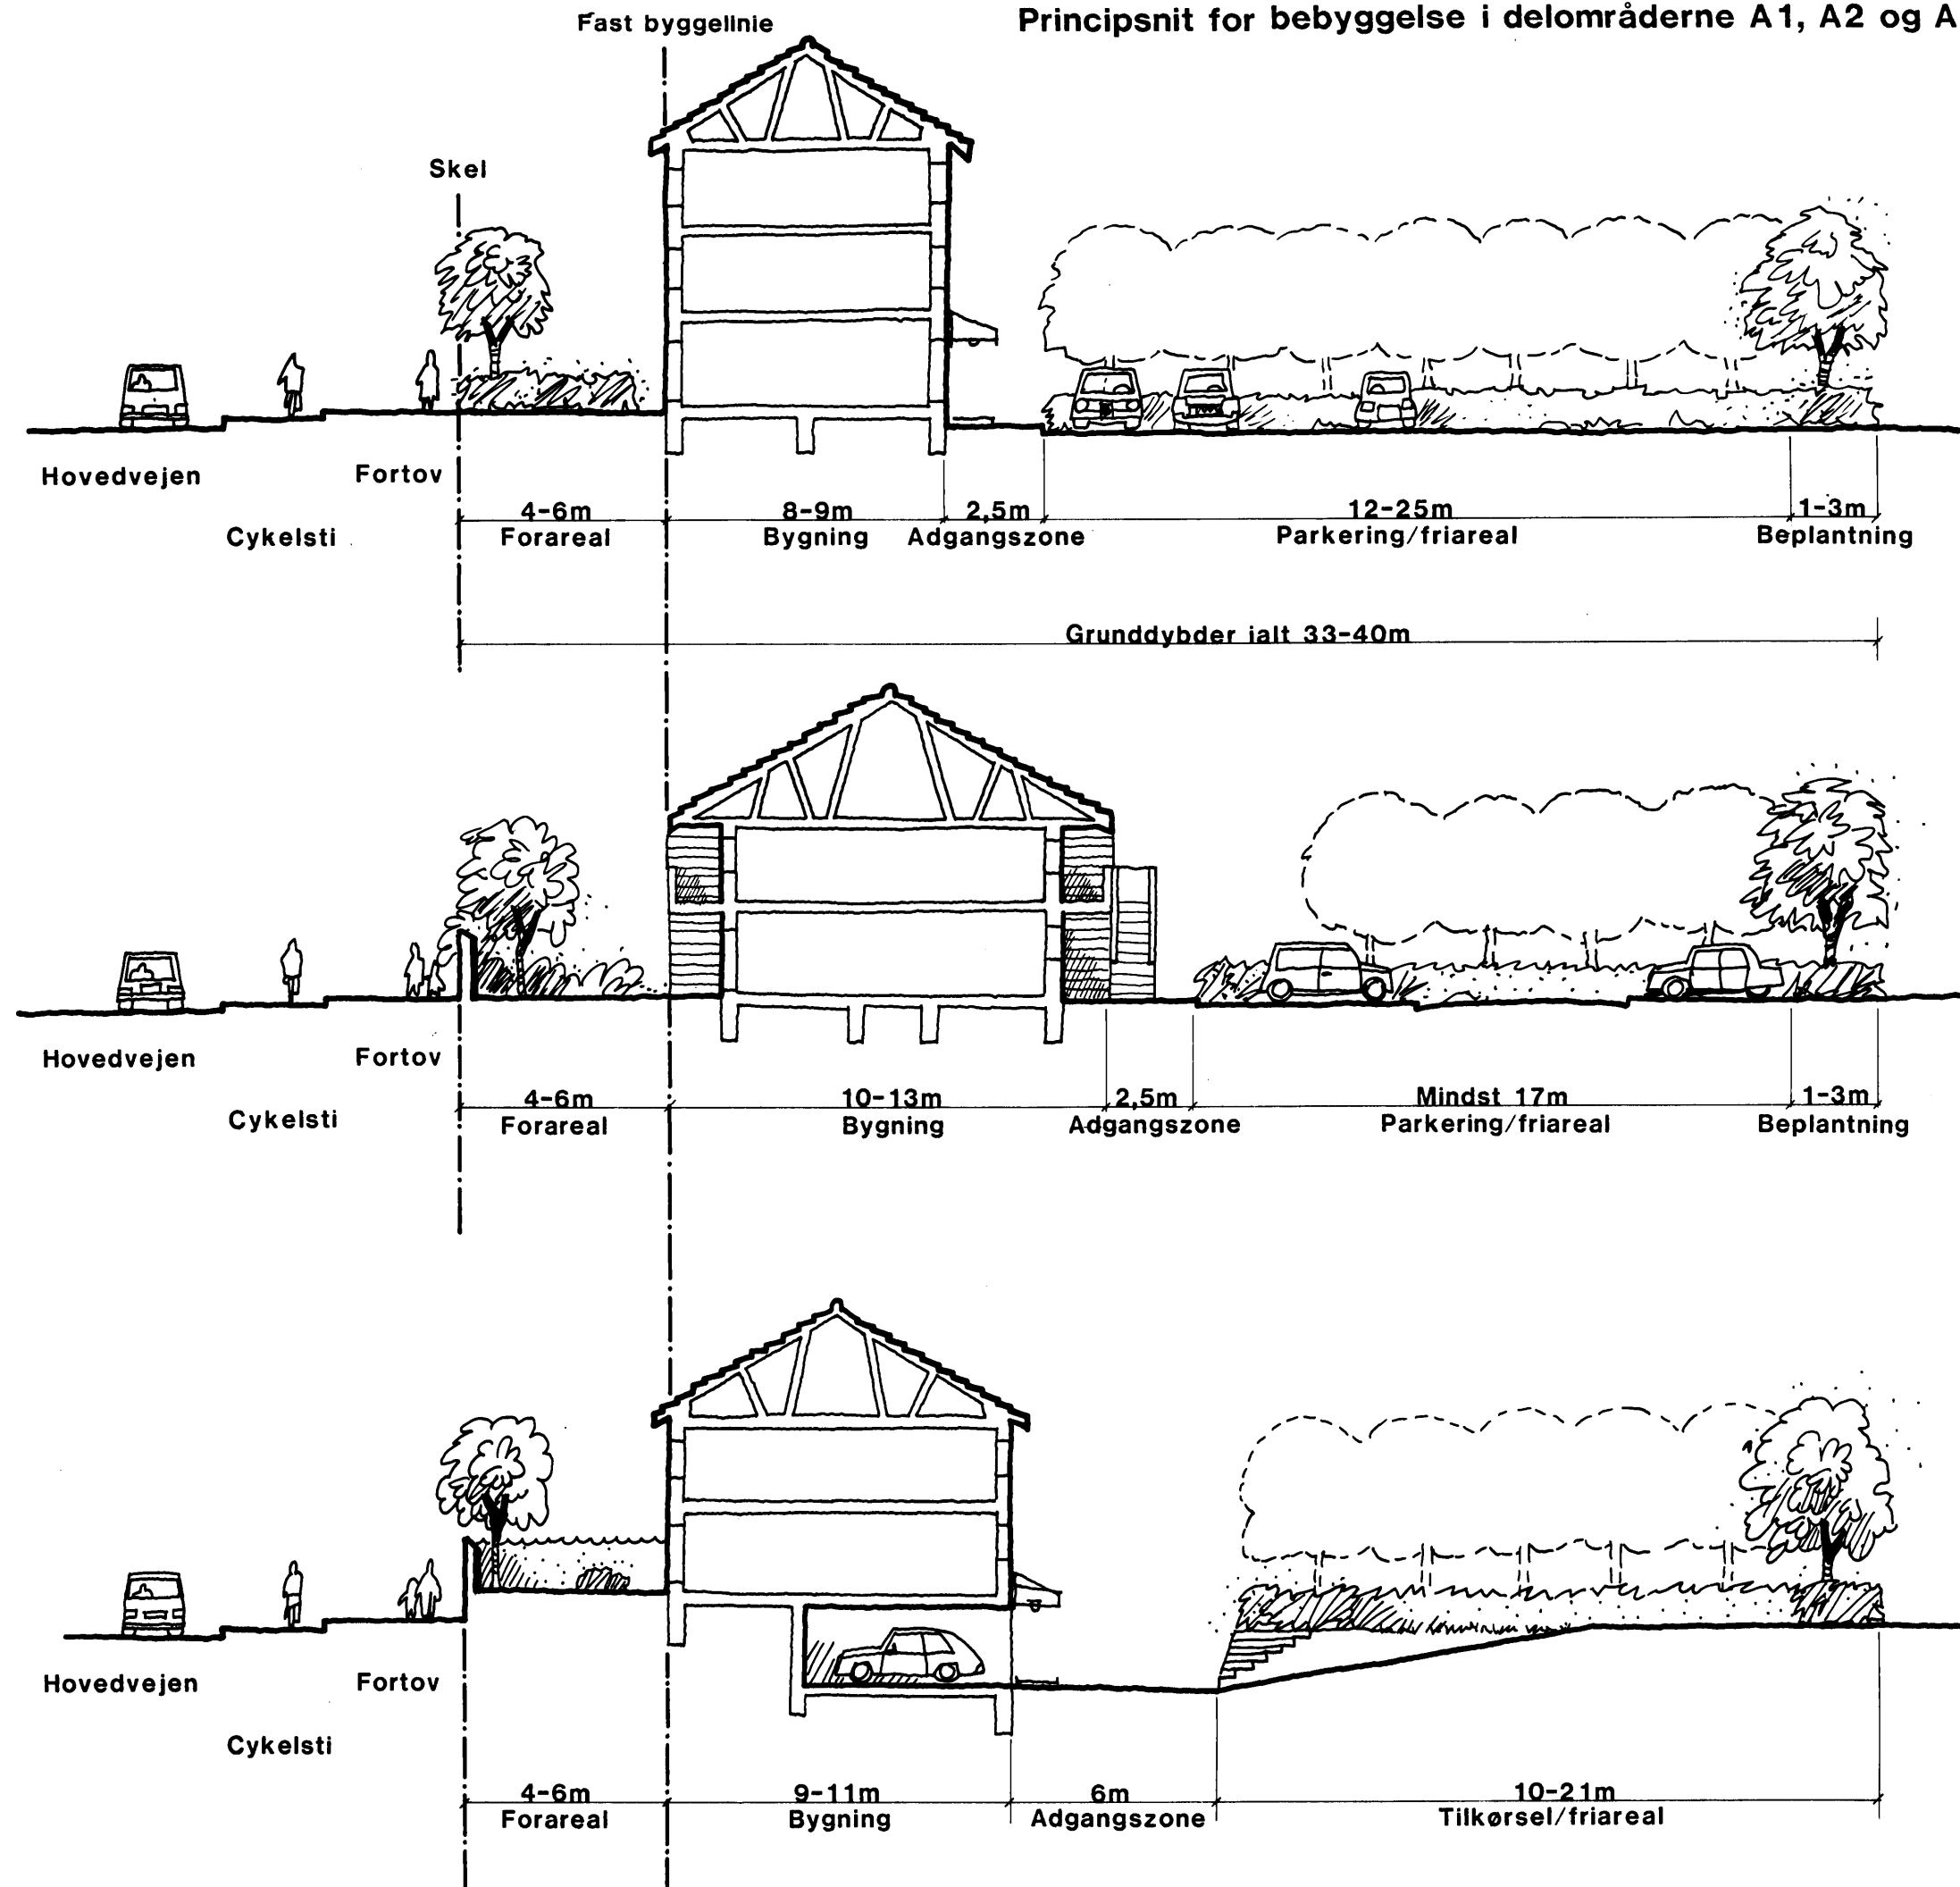 Principsnit for bebyggelse i delområderne A1, A2 og A
Fast byggelinie
Skel
Hovedvejen
Fortov
Cykelsti
4-6m
Forareal
8-9m
Bygning
2,5m
Adgangszone
12-25m
Parkering/friareal
1-3m
Beplantning
Grunddybder ialt 33-40m
Hovedvejen
Fortov
Cykelsti
4-6m
Forareal
10-13m
Bygning
2,5m
Adgangszone
Mindst 17m
Parkering/friareal
1-3m
Beplantning
Hovedvejen
Fortov
Cykelsti
4-6m
Forareal
9-11m
Bygning
6m
Adgangszone
10-21m
Tilkørsel/friareal